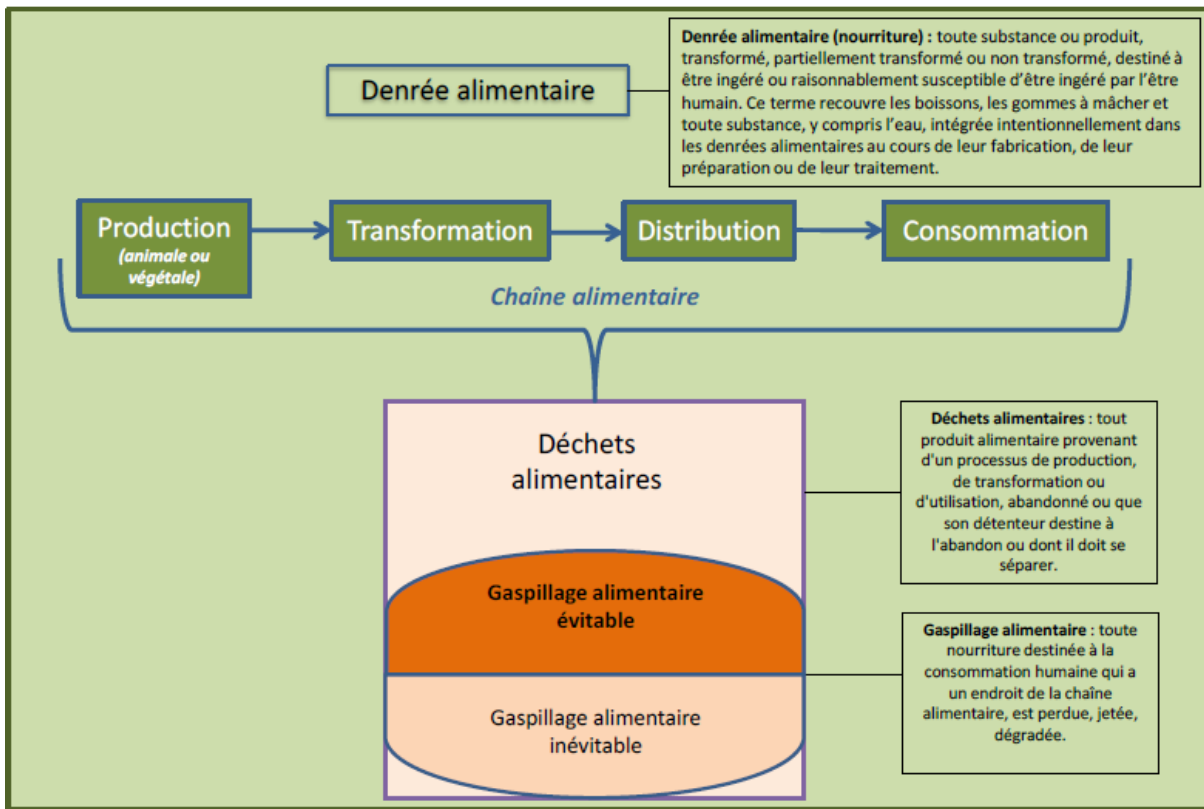 Denrée alimentaire
Denrée alimentaire (nourriture) : toute substance ou produit,
transformé, partiellement transformé ou non transformé, destiné à
être ingéré ou raisonnablement susceptible d'être ingéré par l'être
humain. Ce terme recouvre les boissons, les gommes à mâcher et
toute substance, y compris l'eau, intégrée intentionnellement dans
les denrées alimentaires au cours de leur fabrication, de leur
préparation ou de leur traitement.
Production
(animale ou
végétale)
Transformation
Distribution
Consommation
Chaîne alimentaire
Déchets
alimentaires
Déchets alimentaires : tout
produit alimentaire provenant
d'un processus de production,
de transformation ou
d'utilisation, abandonné ou que
son détenteur destine à
l'abandon ou dont il doit se
séparer.
Gaspillage alimentaire
évitable
Gaspillage alimentaire
inévitable
Gaspillage alimentaire : toute
nourriture destinée à la
consommation humaine qui a
un endroit de la chaîne
alimentaire, est perdue, jetée,
dégradée.